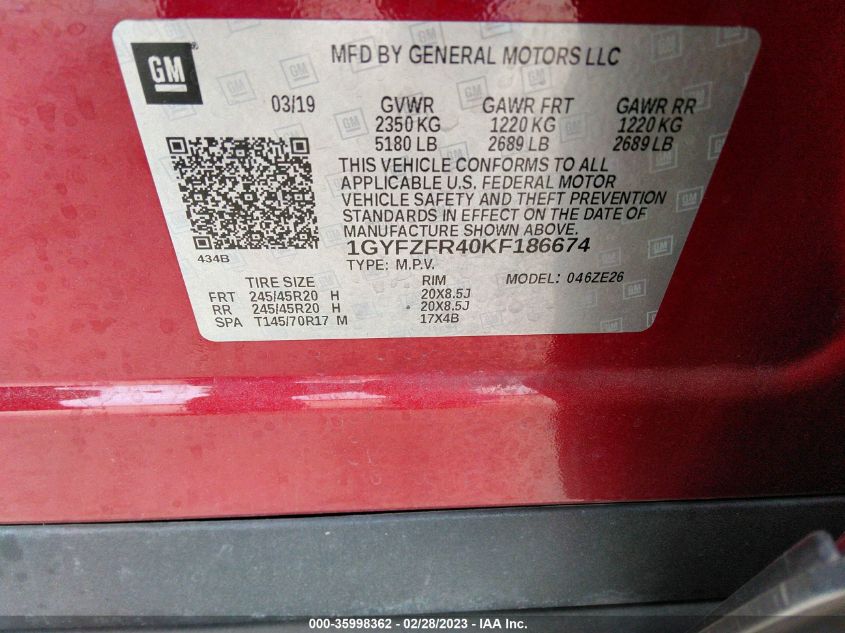 GM
MFD BY GENERAL MOTORS LLC
03/19 GVWR GAWR FRT GAWR RR
2350 KG 1220 KG 1220 KG
5180 LB 2689 LB 2689 LB
THIS VEHICLE CONFORMS TO ALL
APPLICABLE U.S. FEDERAL MOTOR
VEHICLE SAFETY AND THEFT PREVENTION
STANDARDS IN EFFECT ON THE DATE OF
MANUFACTURE SHOWN ABOVE.
1GYFZFR40KF186674
434B
TYPE: M.P.V. MODEL: 046ZE26
TIRE SIZE RIM
FRT 245/45R20 H 20X8.5J
RR 245/45R20 H 20X8.5J
SPA T145/70R17 M 17X4B
000-35998362 - 02/28/2023 - IAA Inc.